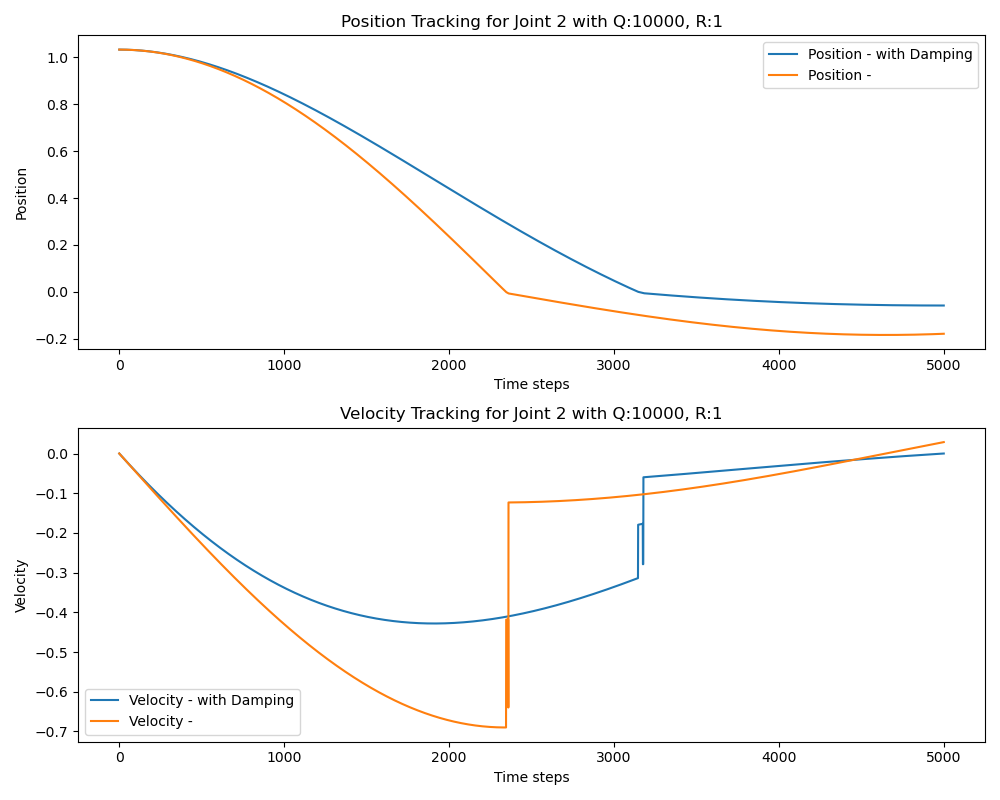 Position Tracking for Joint 2 with Q:10000, R:1
Position - with Damping
Position -
1.0
0.8
0.6
0.4
0.2
0.0
−0.2
Position
0
1000
2000
3000
4000
5000
Time steps
Velocity Tracking for Joint 2 with Q:10000, R:1
0.0
−0.1
−0.2
−0.3
−0.4
−0.5
−0.6
−0.7
Velocity
Velocity - with Damping
Velocity -
0
1000
2000
3000
4000
5000
Time steps